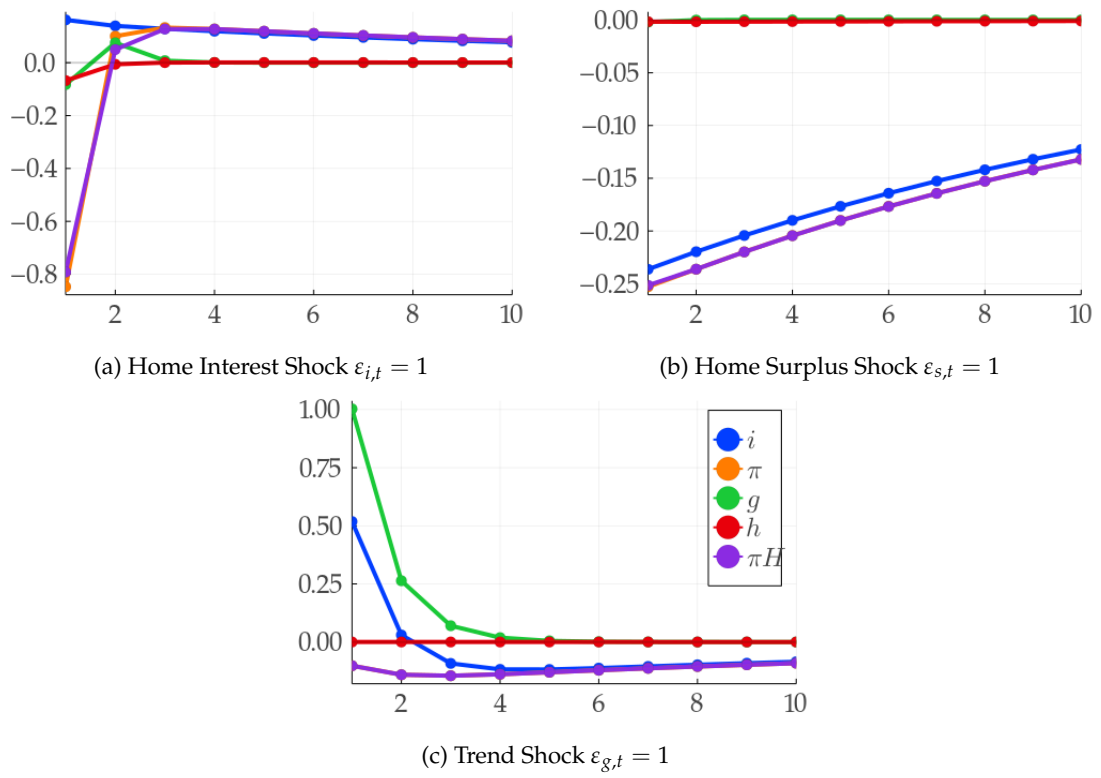 0.0
−0.2
−0.4
−0.6
−0.8
2 4 6 8 10
(a) Home Interest Shock εi,t = 1
0.00
−0.05
−0.10
−0.15
−0.20
−0.25
2 4 6 8 10
(b) Home Surplus Shock εs,t = 1
1.00
0.75
0.50
0.25
0.00
2 4 6 8 10
i
π
g
h
πH
(c) Trend Shock εg,t = 1